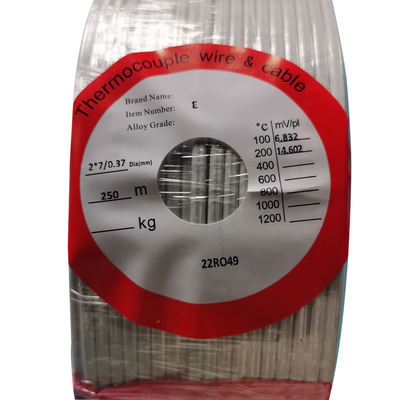 Thermocouple wire & cable
Brand Name:
Item Number: E
Alloy Grade:
°C mV/pl
100 6.832
200 14.602
400
600
800
1000
1200
2*7/0.37 Dia(mm)
250 m
kg
22RO49